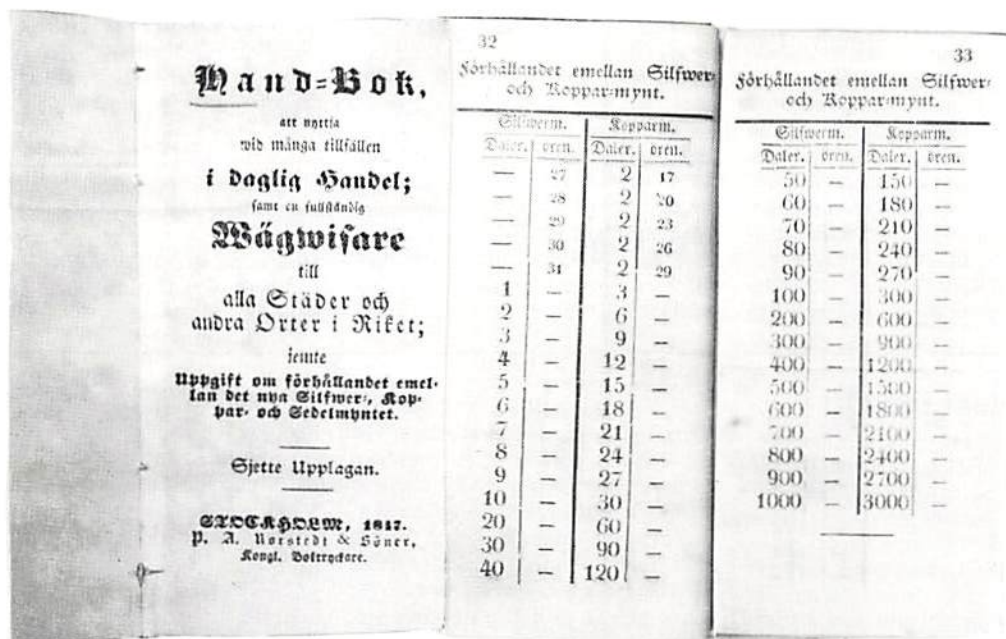 Hand-Bok,
att nyttja
wid många tillfällen
i daglig Handel;
samt en fullständig
Wägwisare
till
alla Städer och
andra Orter i Riket;
jemte
Uppgift om förhållandet emel-
lan det nya Silfwer-, Kop-
par- och Sedelmyntet.
Sjette Upplagan.
STOCKHOLM, 1847.
P. A. Norstedt & Söner,
Kongl. Boktryckare.
32
Förhållandet emellan Silfwer-
och Koppar-mynt.
Silfwerm. Kopparm.
Daler. ören. Daler. ören.
— 27 2 17
— 28 2 20
— 29 2 23
— 30 2 26
— 31 2 29
1 — 3 —
2 — 6 —
3 — 9 —
4 — 12 —
5 — 15 —
6 — 18 —
7 — 21 —
8 — 24 —
9 — 27 —
10 — 30 —
20 — 60 —
30 — 90 —
40 — 120 —
33
Förhållandet emellan Silfwer-
och Koppar-mynt.
Silfwerm. Kopparm.
Daler. ören. Daler. ören.
50 — 150 —
60 — 180 —
70 — 210 —
80 — 240 —
90 — 270 —
100 — 300 —
200 — 600 —
300 — 900 —
400 — 1200 —
500 — 1500 —
600 — 1800 —
700 — 2100 —
800 — 2400 —
900 — 2700 —
1000 — 3000 —